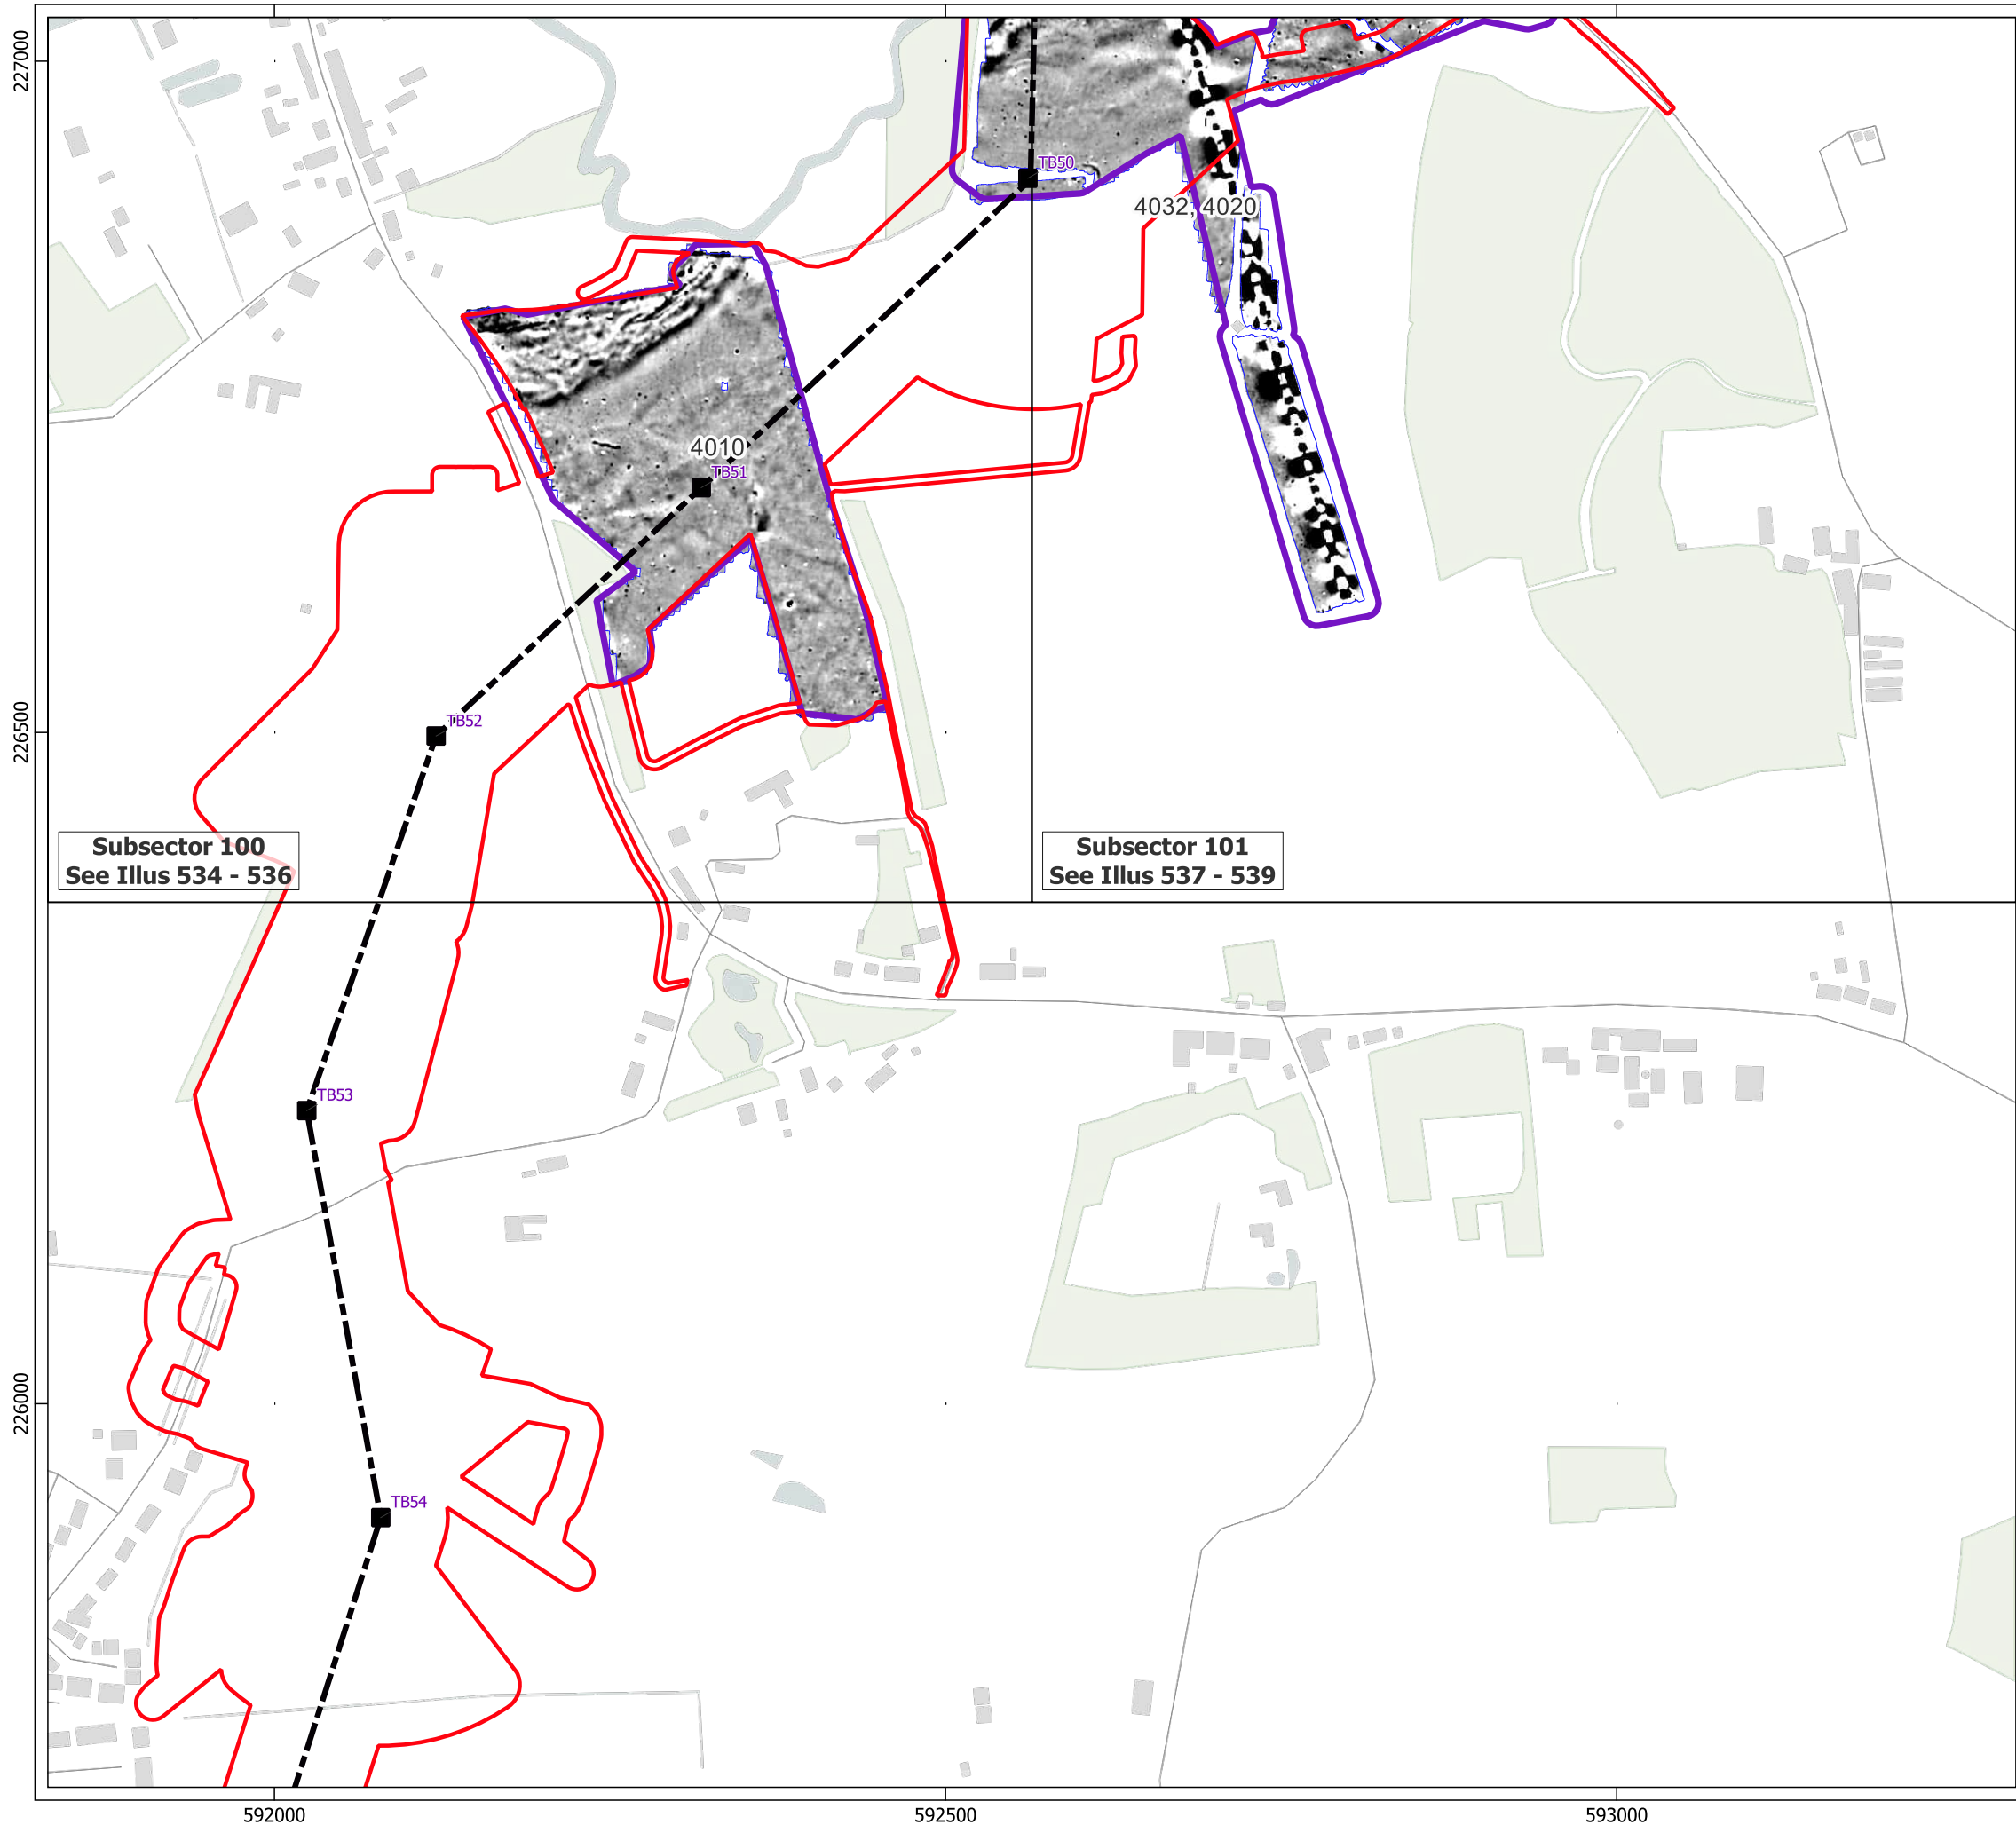 227000
TB50
4032, 4020
4010
TB51
226500
TB52
Subsector 100
See Illus 534 - 536
Subsector 101
See Illus 537 - 539
TB53
226000
TB54
592000
592500
593000